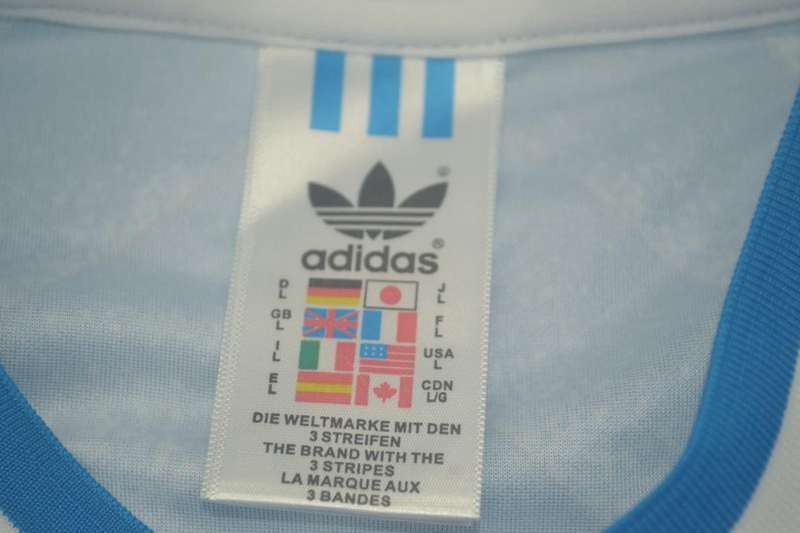 ®
adidas®
D
L
J
L
GB
L
F
L
I
L
USA
L
E
L
CDN
L/G
DIE WELTMARKE MIT DEN
3 STREIFEN
THE BRAND WITH THE
3 STRIPES
LA MARQUE AUX
3 BANDES